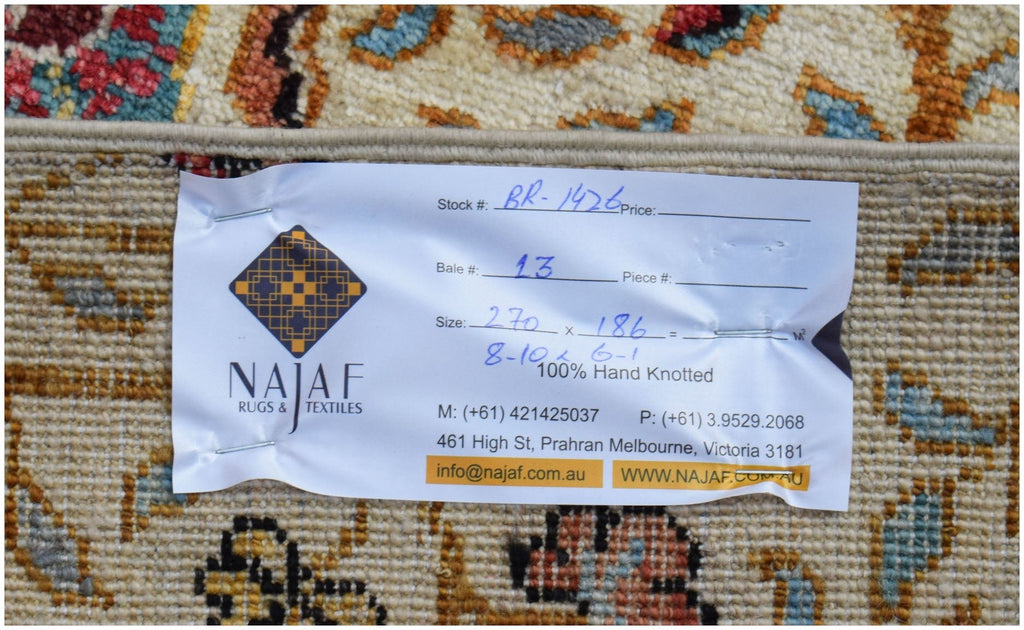 NAJAF
RUGS & TEXTILES
Stock #: BR-1426 Price:
Bale #: 13 Piece #:
Size: 270 x 186 = M²
8-10 x 6-1
100% Hand Knotted
M: (+61) 421425037 P: (+61) 3.9529.2068
461 High St, Prahran Melbourne, Victoria 3181
info@najaf.com.au WWW.NAJAF.COM.AU